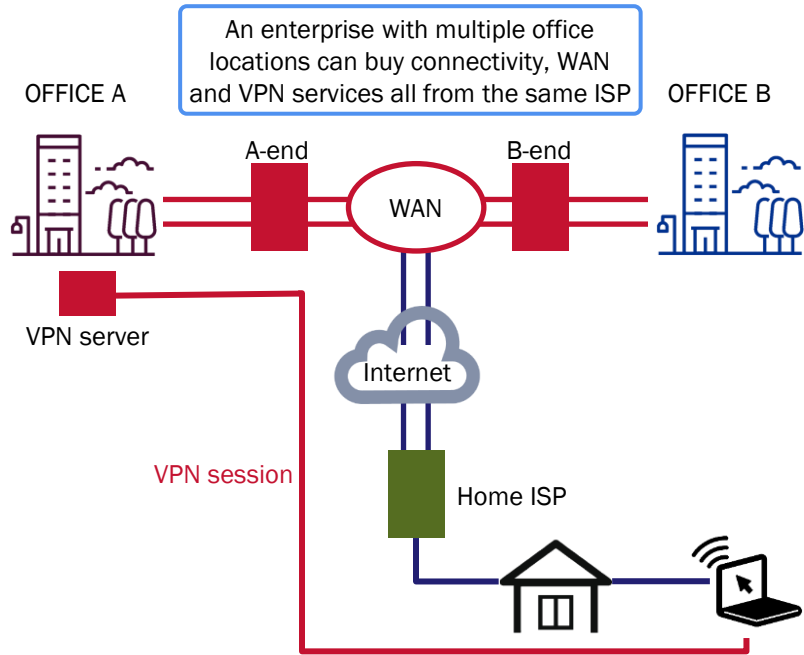 An enterprise with multiple office
locations can buy connectivity, WAN
and VPN services all from the same ISP
OFFICE A
OFFICE B
A-end
B-end
WAN
VPN server
Internet
VPN session
Home ISP